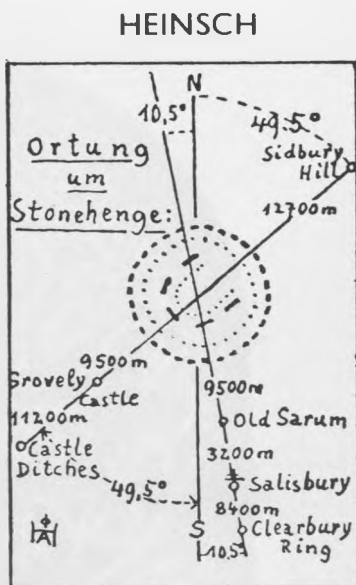 HEINSCH
N
10,5°
49.5°
Ortung
um
Stonehenge:
Sidbury
Hill
12700m
9500m
Grovely
Castle
11200m
Castle
Ditches
49,5°
9500m
Old Sarum
3200m
Salisbury
8400m
Clearbury
Ring
S
10,5°
A